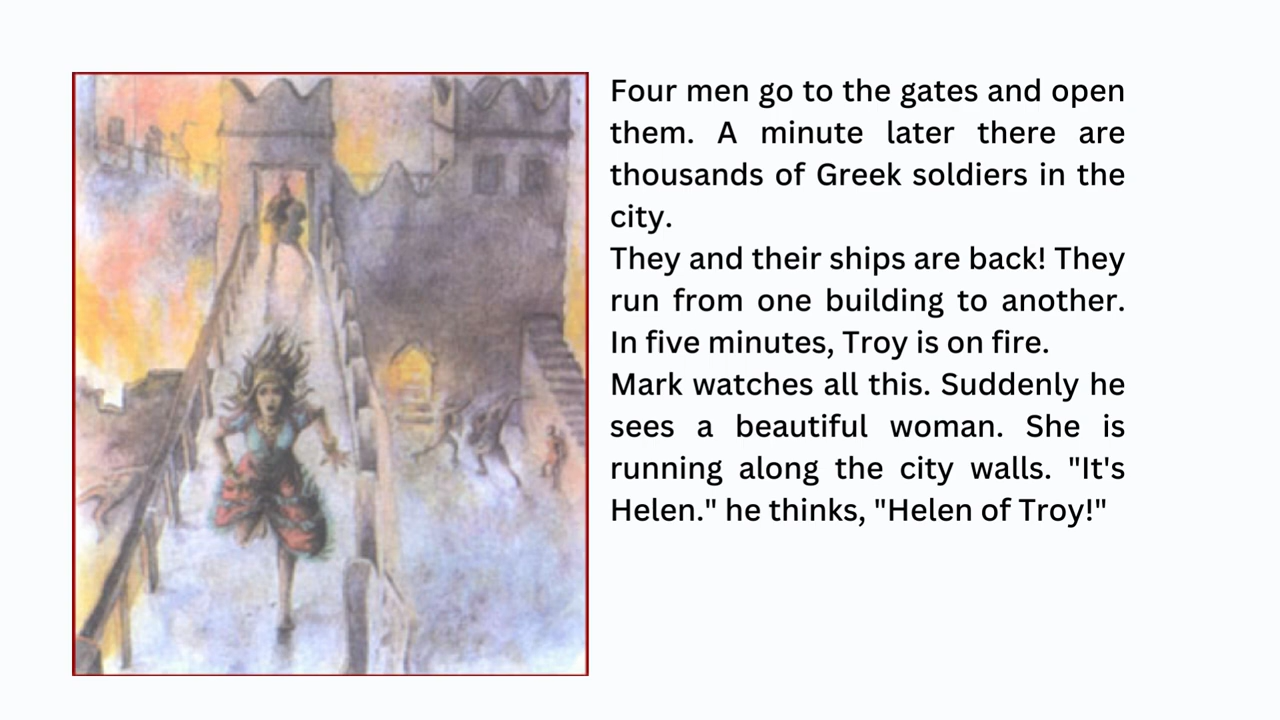 Four men go to the gates and open
them. A minute later there are
thousands of Greek soldiers in the
city.
They and their ships are back! They
run from one building to another.
In five minutes, Troy is on fire.
Mark watches all this. Suddenly he
sees a beautiful woman. She is
running along the city walls. "It's
Helen." he thinks, "Helen of Troy!"